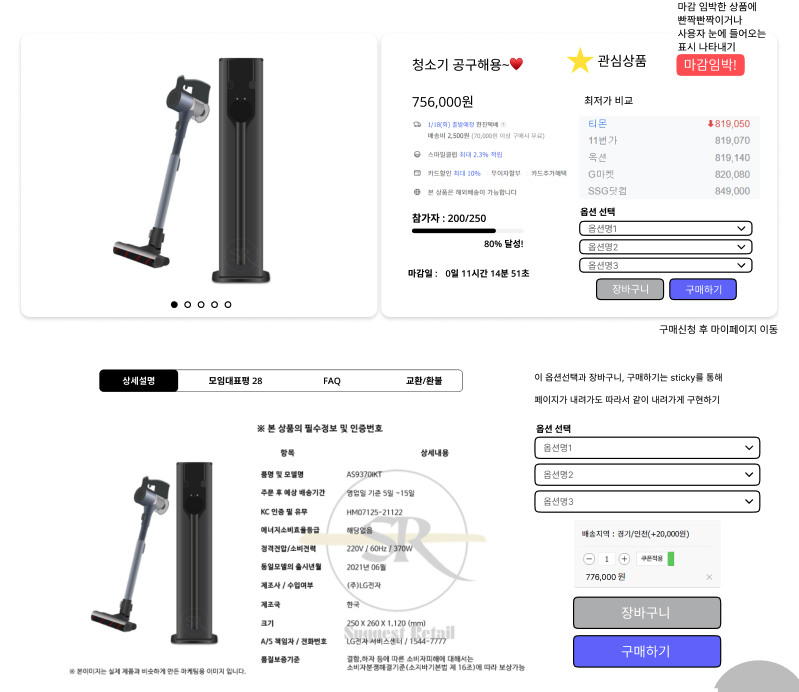 마감 임박한 상품에
빤짝빤짝이거나
사용자 눈에 들어오는
표시 나타내기
청소기 공구해용~♥
관심상품
마감임박!
756,000원
1/18(화) 출발예정 한진택배
배송비 2,500원 (70,000원 이상 구매시 무료)
스마일클럽 최대 2.3% 적립
카드할인 최대 10% 무이자할부 카드추가혜택
본 상품은 해외배송이 가능합니다
참가자 : 200/250
80% 달성!
마감일 : 0일 11시간 14분 51초
최저가 비교
티몬 819,050
11번가 819,070
옥션 819,140
G마켓 820,080
SSG닷컴 849,000
옵션 선택
옵션명1
옵션명2
옵션명3
장바구니 구매하기
구매신청 후 마이페이지 이동
상세설명 모임대표평 28 FAQ 교환/환불
※ 본 상품의 필수정보 및 인증번호
항목 상세내용
품명 및 모델명 AS9370IKT
주문 후 예상 배송기간 영업일 기준 5일 ~15일
KC 인증 필 유무 HM07125-21122
에너지소비효율등급 해당없음
정격전압/소비전력 220V / 60Hz / 370W
동일모델의 출시년월 2021년 06월
제조사 / 수입여부 (주)LG전자
제조국 한국
크기 250 X 260 X 1,120 (mm)
A/S 책임자 / 전화번호 LG전자 서비스센터 / 1544-7777
품질보증기준 결함,하자 등에 따른 소비자피해에 대해서는
소비자분쟁해결기준(소지바기본법 제 16조)에 따라 보상가능
SR
Suggest Retail
※ 본이미지는 실제 제품과 비슷하게 만든 마케팅용 이미지 입니다.
이 옵션선택과 장바구니, 구매하기는 sticky를 통해
페이지가 내려가도 따라서 같이 내려가게 구현하기
옵션 선택
옵션명1
옵션명2
옵션명3
배송지역 : 경기/인천(+20,000원)
1 쿠폰적용
776,000 원
장바구니
구매하기